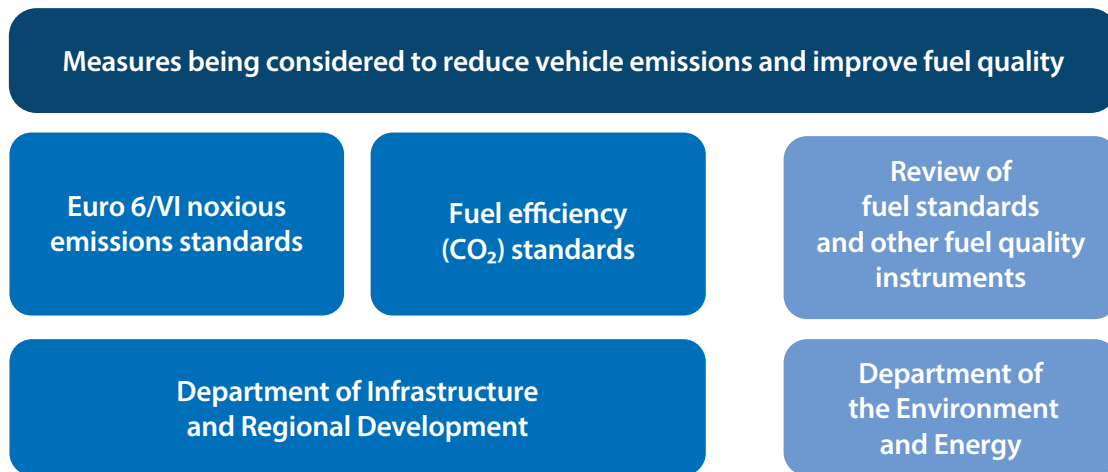 Measures being considered to reduce vehicle emissions and improve fuel quality
Euro 6/VI noxious
emissions standards
Fuel efficiency
(CO₂) standards
Review of
fuel standards
and other fuel quality
instruments
Department of Infrastructure
and Regional Development
Department of
the Environment
and Energy